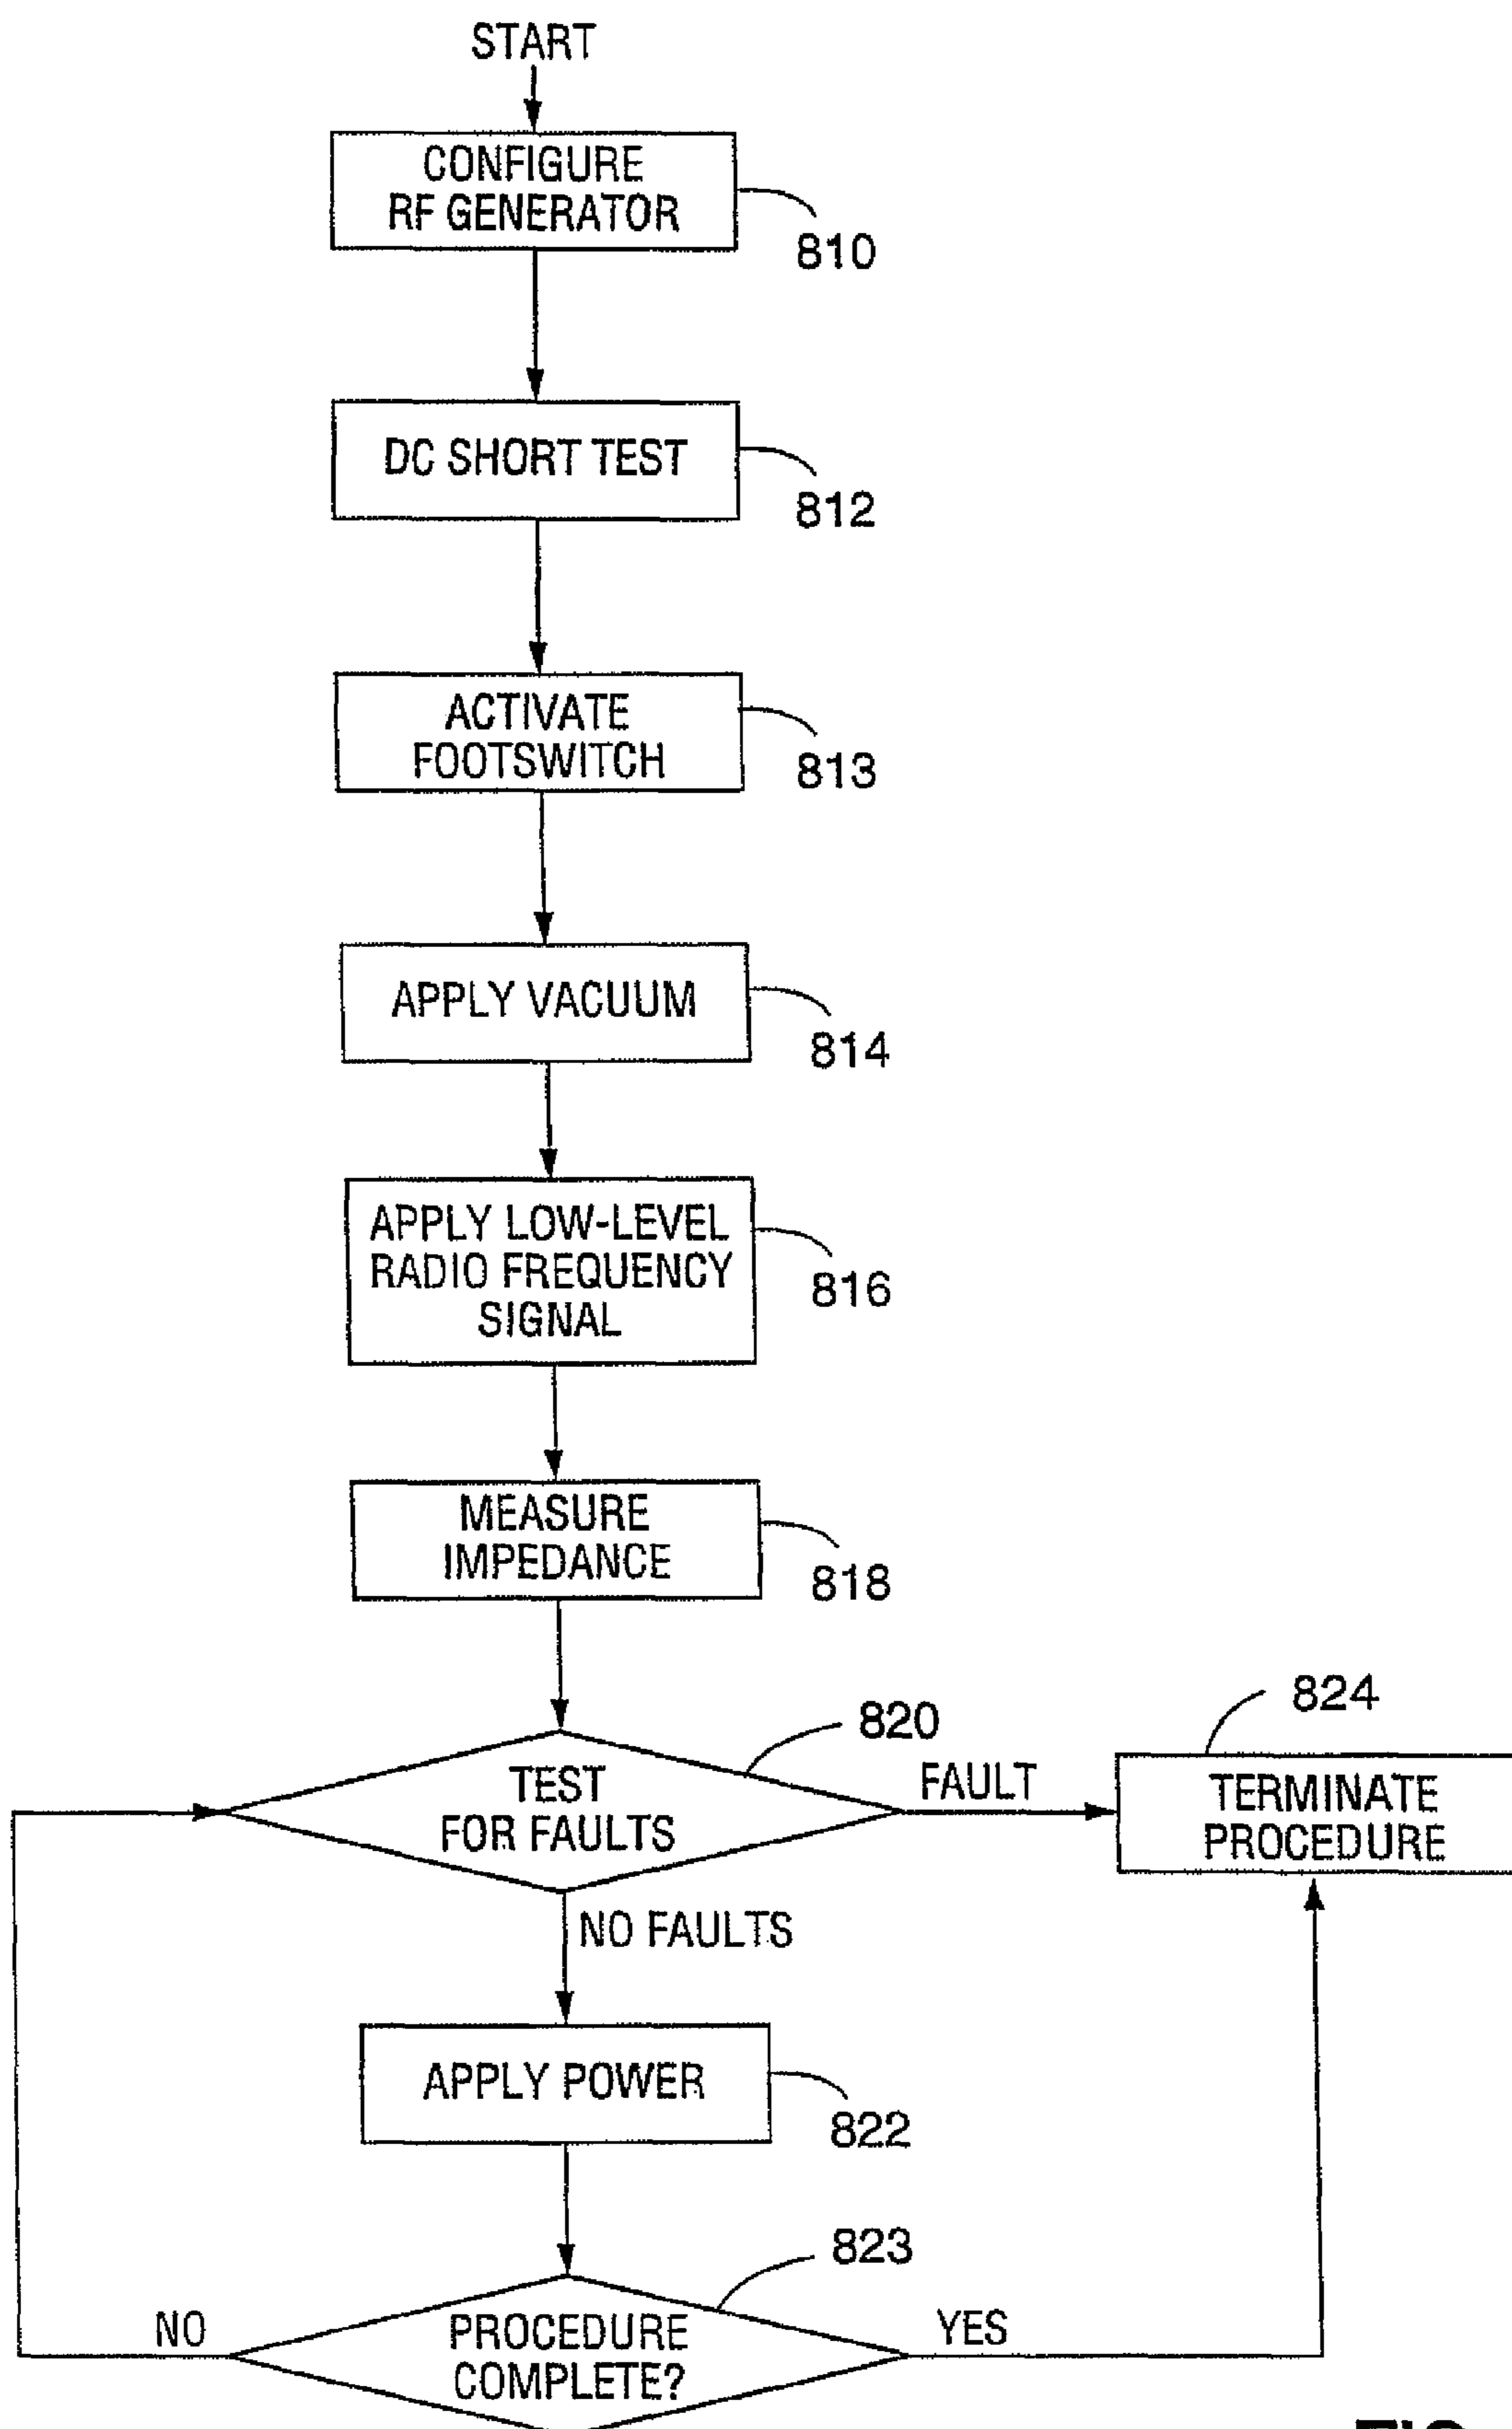 START
CONFIGURE
RF GENERATOR
810
DC SHORT TEST
812
ACTIVATE
FOOTSWITCH
813
APPLY VACUUM
814
APPLY LOW-LEVEL
RADIO FREQUENCY
SIGNAL
816
MEASURE
IMPEDANCE
818
820
824
TEST
FOR FAULTS
FAULT
TERMINATE
PROCEDURE
NO FAULTS
APPLY POWER
822
823
NO
PROCEDURE
COMPLETE?
YES